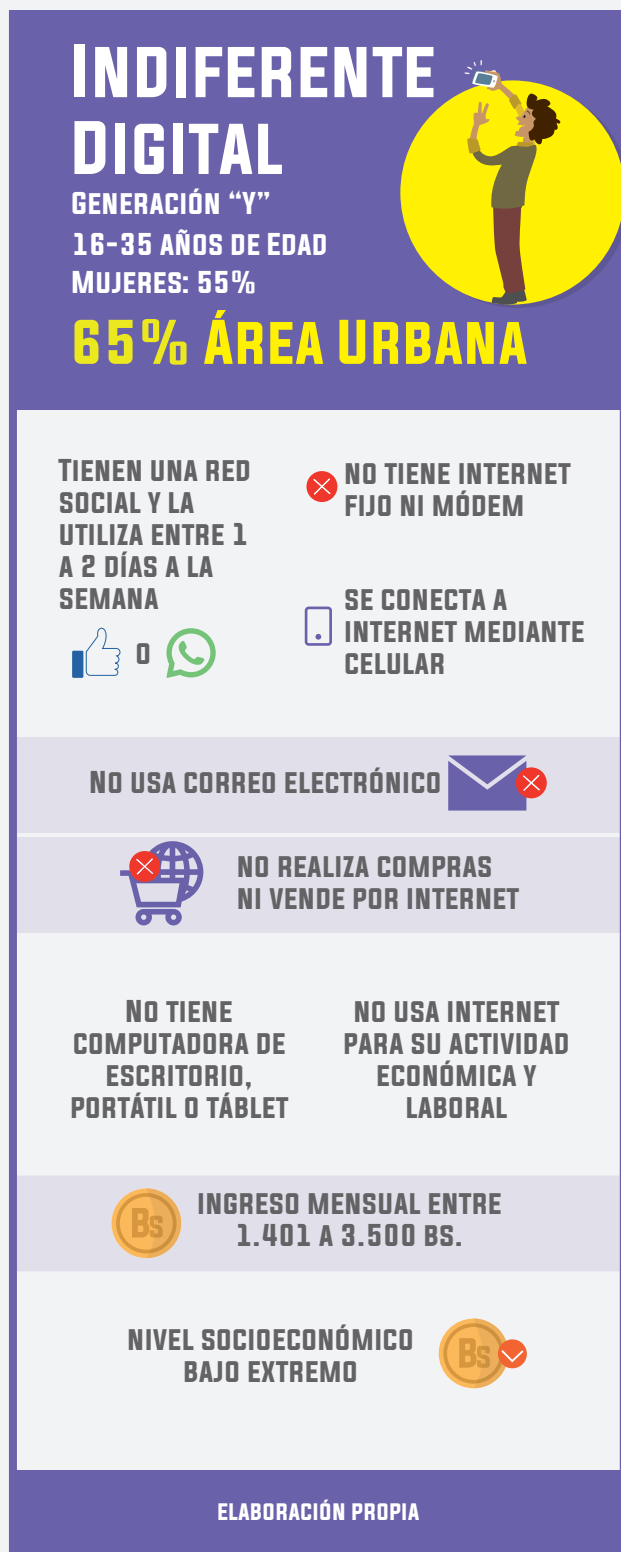 INDIFERENTE
DIGITAL
GENERACIÓN “Y”
16-35 AÑOS DE EDAD
MUJERES: 55%
65% ÁREA URBANA
TIENEN UNA RED
SOCIAL Y LA
UTILIZA ENTRE 1
A 2 DÍAS A LA
SEMANA
O
NO TIENE INTERNET
FIJO NI MÓDEM
SE CONECTA A
INTERNET MEDIANTE
CELULAR
NO USA CORREO ELECTRÓNICO
NO REALIZA COMPRAS
NI VENDE POR INTERNET
NO TIENE
COMPUTADORA DE
ESCRITORIO,
PORTÁTIL O TÁBLET
NO USA INTERNET
PARA SU ACTIVIDAD
ECONÓMICA Y
LABORAL
BS
INGRESO MENSUAL ENTRE
1.401 A 3.500 BS.
NIVEL SOCIOECONÓMICO
BAJO EXTREMO
BS
ELABORACIÓN PROPIA